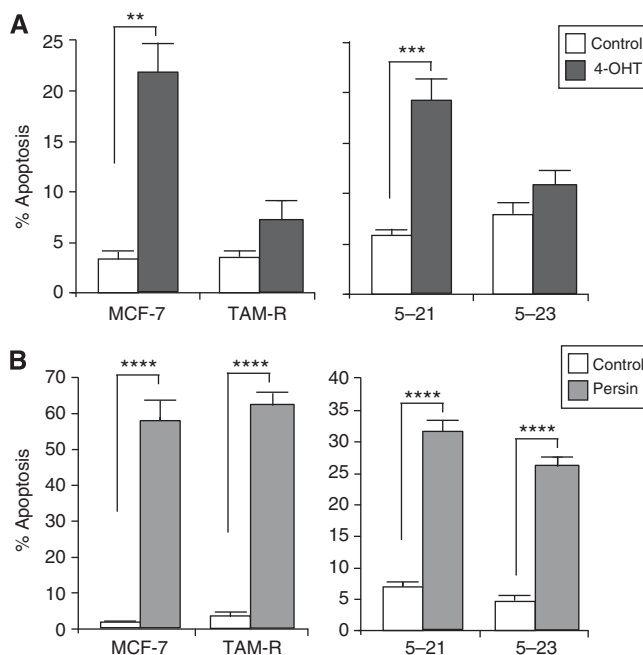 A
**
***
Control
4-OHT
% Apoptosis
25
20
15
10
5
0
MCF-7
TAM-R
5–21
5–23
B
****
****
****
****
Control
Persin
% Apoptosis
70
60
50
40
30
20
10
0
MCF-7
TAM-R
40
35
30
25
20
15
10
5
0
5–21
5–23